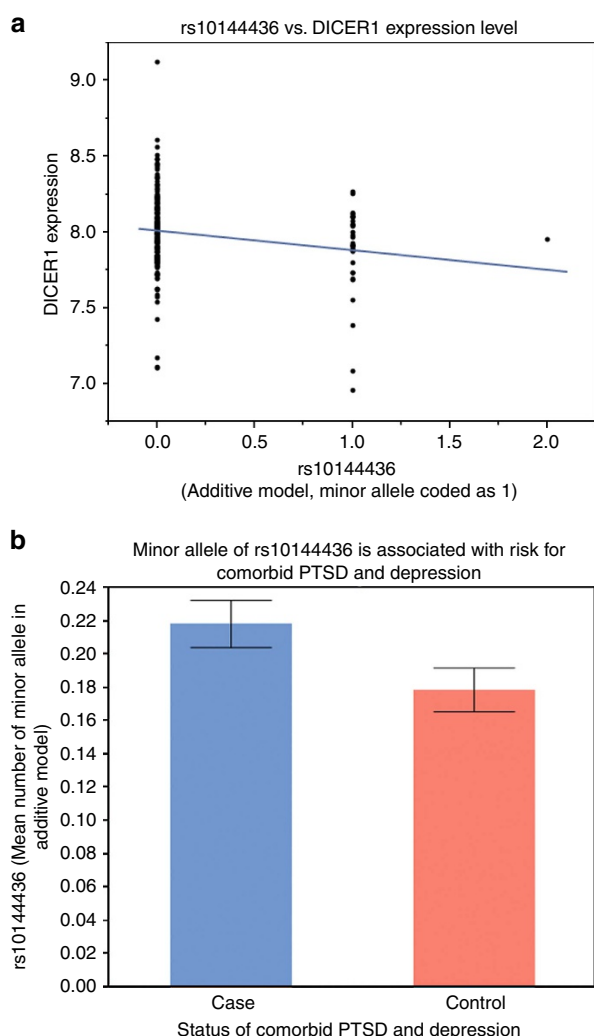 a
rs10144436 vs. DICER1 expression level
DICER1 expression
9.0
8.5
8.0
7.5
7.0
0.0 0.5 1.0 1.5 2.0
rs10144436
(Additive model, minor allele coded as 1)
b
Minor allele of rs10144436 is associated with risk for
comorbid PTSD and depression
rs10144436 (Mean number of minor allele in
additive model)
0.24
0.22
0.20
0.18
0.16
0.14
0.12
0.10
0.08
0.06
0.04
0.02
0.00
Case Control
Status of comorbid PTSD and depression